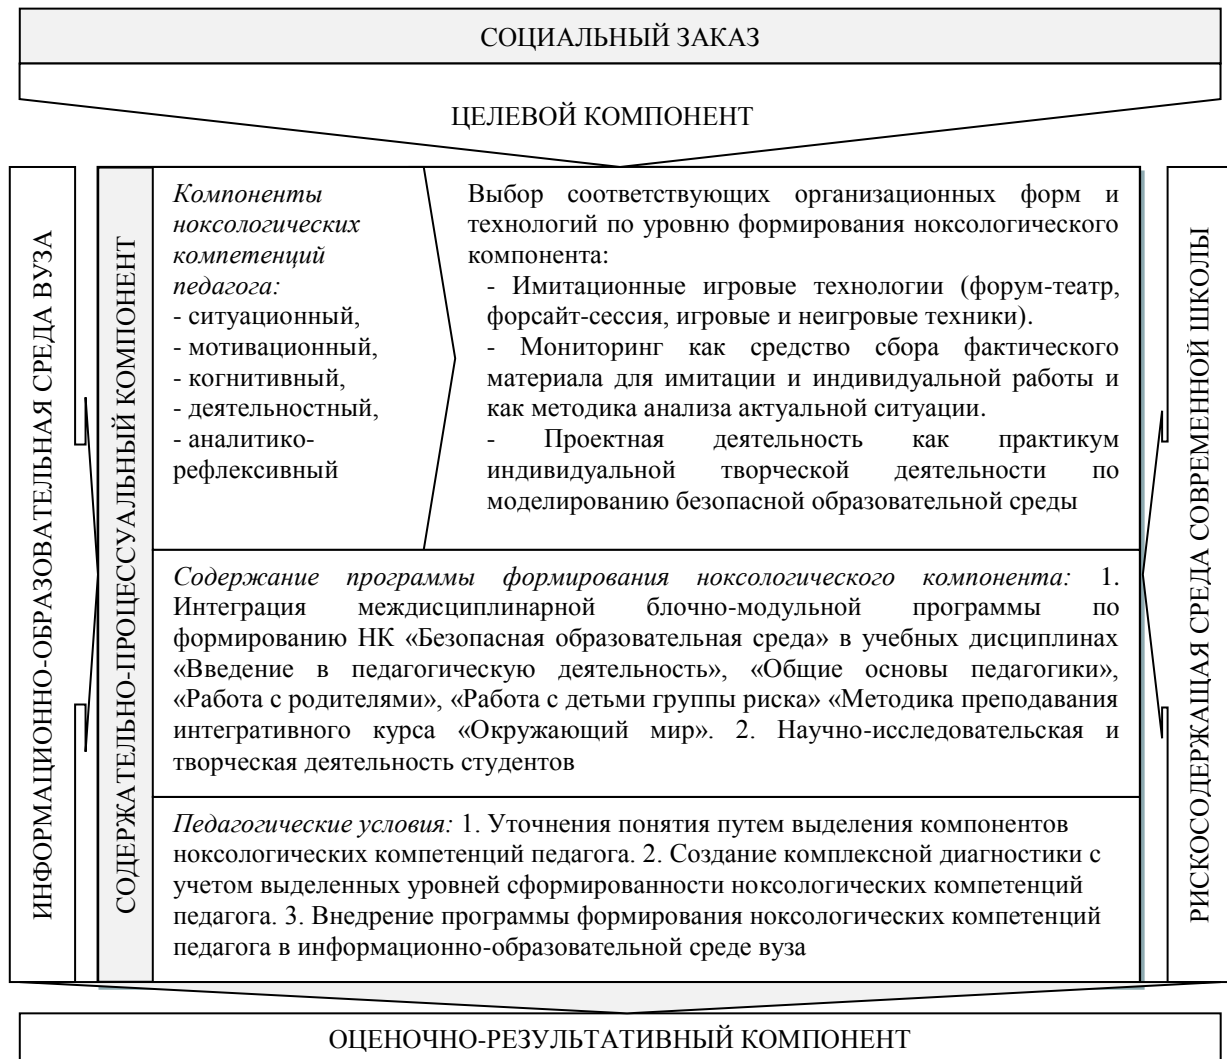 СОЦИАЛЬНЫЙ ЗАКАЗ
ЦЕЛЕВОЙ КОМПОНЕНТ
ИНФОРМАЦИОННО-ОБРАЗОВАТЕЛЬНАЯ СРЕДА ВУЗА
СОДЕРЖАТЕЛЬНО-ПРОЦЕССУАЛЬНЫЙ КОМПОНЕНТ
Компоненты
ноксологических
компетенций
педагога:
- ситуационный,
- мотивационный,
- когнитивный,
- деятельностный,
- аналитико-
рефлексивный
Выбор соответствующих организационных форм и
технологий по уровню формирования ноксологического
компонента:
- Имитационные игровые технологии (форум-театр,
форсайт-сессия, игровые и неигровые техники).
- Мониторинг как средство сбора фактического
материала для имитации и индивидуальной работы и
как методика анализа актуальной ситуации.
- Проектная деятельность как практикум
индивидуальной творческой деятельности по
моделированию безопасной образовательной среды
Содержание программы формирования ноксологического компонента: 1.
Интеграция междисциплинарной блочно-модульной программы по
формированию НК «Безопасная образовательная среда» в учебных дисциплинах
«Введение в педагогическую деятельность», «Общие основы педагогики»,
«Работа с родителями», «Работа с детьми группы риска» «Методика преподавания
интегративного курса «Окружающий мир». 2. Научно-исследовательская и
творческая деятельность студентов
Педагогические условия: 1. Уточнения понятия путем выделения компонентов
ноксологических компетенций педагога. 2. Создание комплексной диагностики с
учетом выделенных уровней сформированности ноксологических компетенций
педагога. 3. Внедрение программы формирования ноксологических компетенций
педагога в информационно-образовательной среде вуза
РИСКОСОДЕРЖАЩАЯ СРЕДА СОВРЕМЕННОЙ ШКОЛЫ
ОЦЕНОЧНО-РЕЗУЛЬТАТИВНЫЙ КОМПОНЕНТ